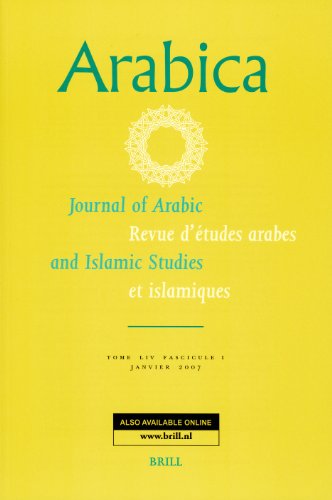 Arabica
Journal of Arabic
Revue d'études arabes
and Islamic Studies
et islamiques
TOME LIV FASCICULE 1
JANVIER 2007
ALSO AVAILABLE ONLINE
www.brill.nl
BRILL